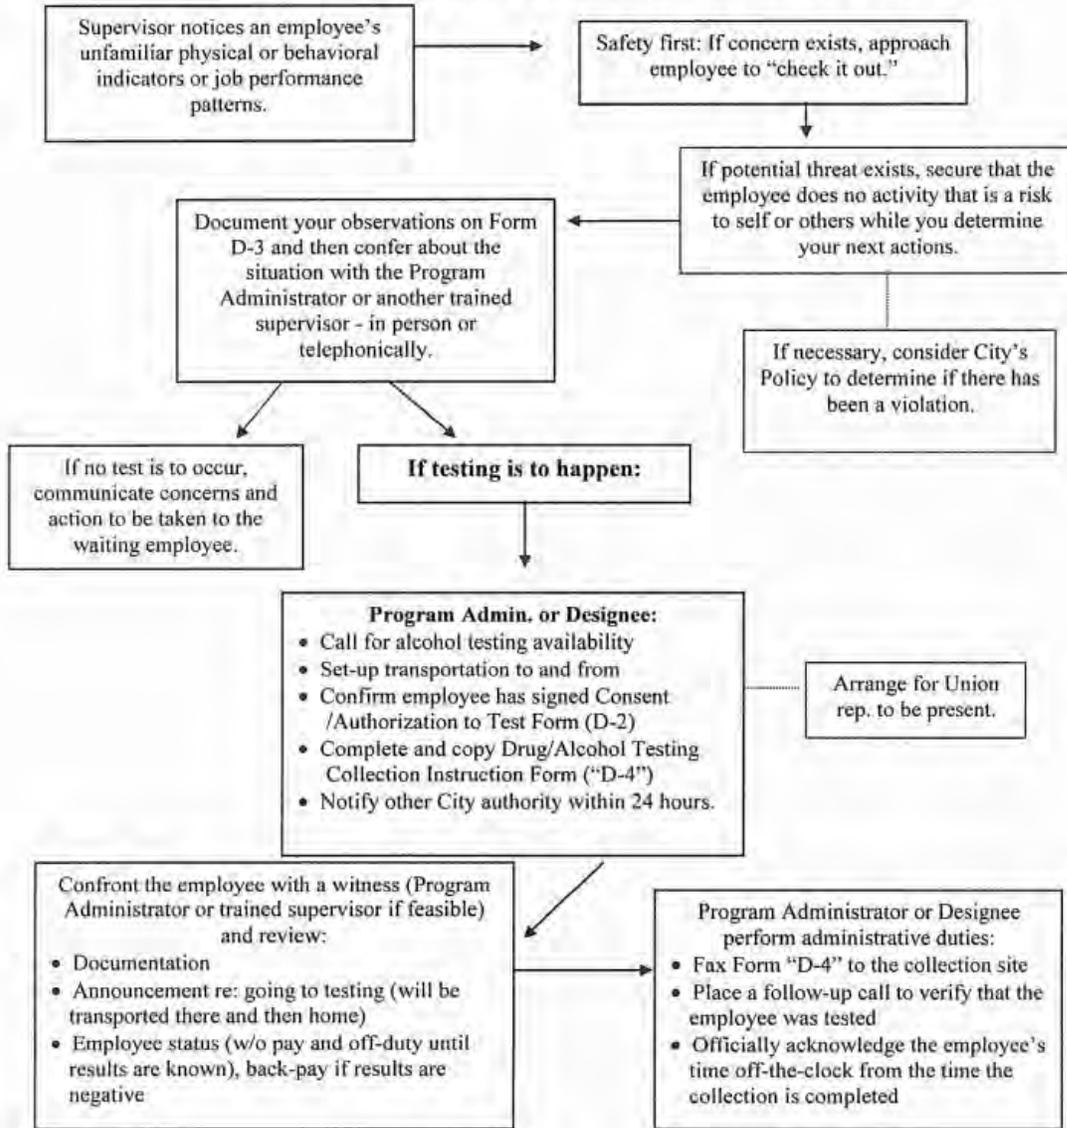 Supervisor notices an employee's
unfamiliar physical or behavioral
indicators or job performance
patterns.
Safety first: If concern exists, approach
employee to "check it out."
If potential threat exists, secure that the
employee does no activity that is a risk
to self or others while you determine
your next actions.
Document your observations on Form
D-3 and then confer about the
situation with the Program
Administrator or another trained
supervisor - in person or
telephonically.
If necessary, consider City's
Policy to determine if there has
been a violation.
If no test is to occur,
communicate concerns and
action to be taken to the
waiting employee.
If testing is to happen:
Program Admin. or Designee:
• Call for alcohol testing availability
• Set-up transportation to and from
• Confirm employee has signed Consent
/Authorization to Test Form (D-2)
• Complete and copy Drug/Alcohol Testing
Collection Instruction Form ("D-4")
• Notify other City authority within 24 hours.
Arrange for Union
rep. to be present.
Confront the employee with a witness (Program
Administrator or trained supervisor if feasible)
and review:
• Documentation
• Announcement re: going to testing (will be
transported there and then home)
• Employee status (w/o pay and off-duty until
results are known), back-pay if results are
negative
Program Administrator or Designee
perform administrative duties:
• Fax Form "D-4" to the collection site
• Place a follow-up call to verify that the
employee was tested
• Officially acknowledge the employee's
time off-the-clock from the time the
collection is completed